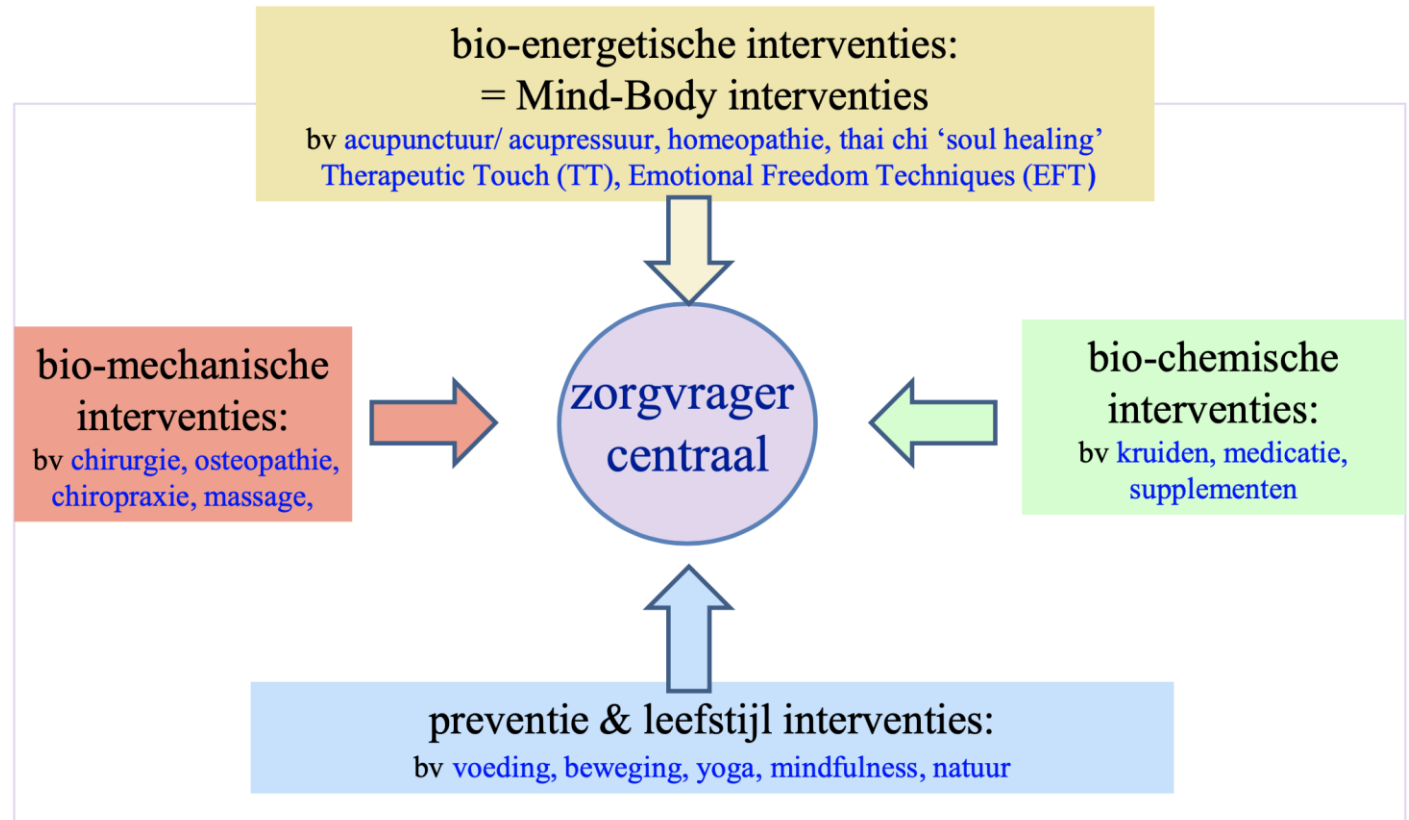 bio-energetische interventies:
= Mind-Body interventies
bv acupunctuur/ acupressuur, homeopathie, thai chi ‘soul healing’
Therapeutic Touch (TT), Emotional Freedom Techniques (EFT)
bio-mechanische
interventies:
bv chirurgie, osteopathie,
chiropraxie, massage,
zorgvrager
centraal
bio-chemische
interventies:
bv kruiden, medicatie,
supplementen
preventie & leefstijl interventies:
bv voeding, beweging, yoga, mindfulness, natuur